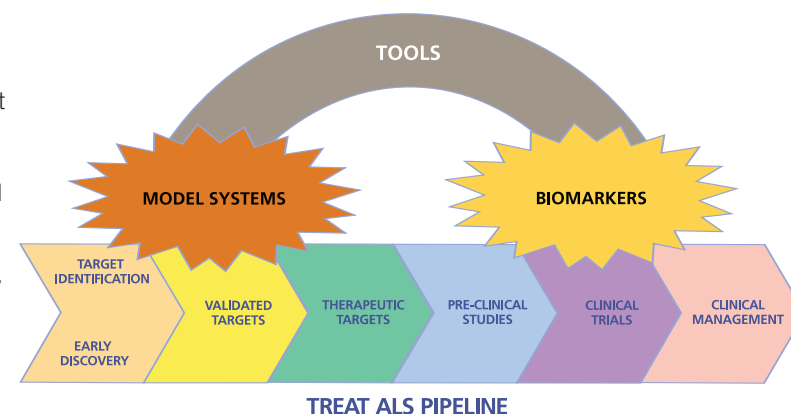 TOOLS
MODEL SYSTEMS
BIOMARKERS
TARGET
IDENTIFICATION
EARLY
DISCOVERY
VALIDATED
TARGETS
THERAPEUTIC
TARGETS
PRE-CLINICAL
STUDIES
CLINICAL
TRIALS
CLINICAL
MANAGEMENT
TREAT ALS PIPELINE